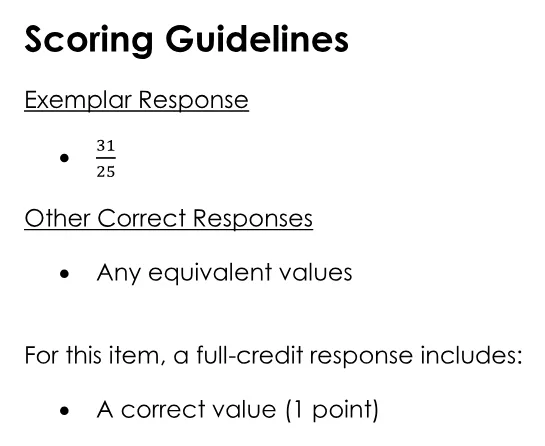 Scoring Guidelines
Exemplar Response
• 31/25
Other Correct Responses
• Any equivalent values
For this item, a full-credit response includes:
• A correct value (1 point)